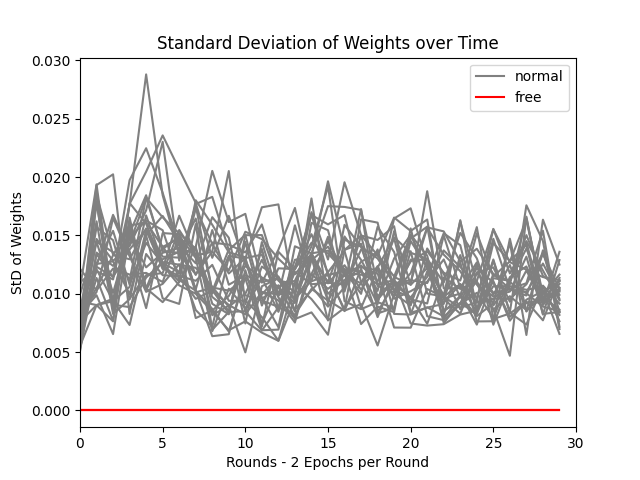 Standard Deviation of Weights over Time
0.030
0.025
0.020
0.015
0.010
0.005
0.000
StD of Weights
normal
free
0 5 10 15 20 25 30
Rounds - 2 Epochs per Round